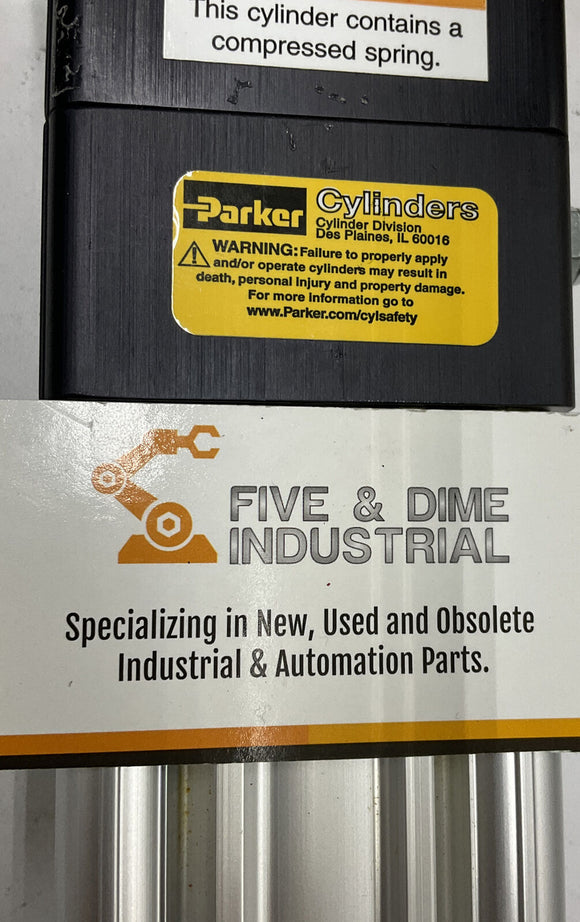 This cylinder contains a
compressed spring.
Parker
Cylinders
Cylinder Division
Des Plaines, IL 60016
WARNING: Failure to properly apply
and/or operate cylinders may result in
death, personal injury and property damage.
For more information go to
www.Parker.com/cylsafety
FIVE & DIME
INDUSTRIAL
Specializing in New, Used and Obsolete
Industrial & Automation Parts.